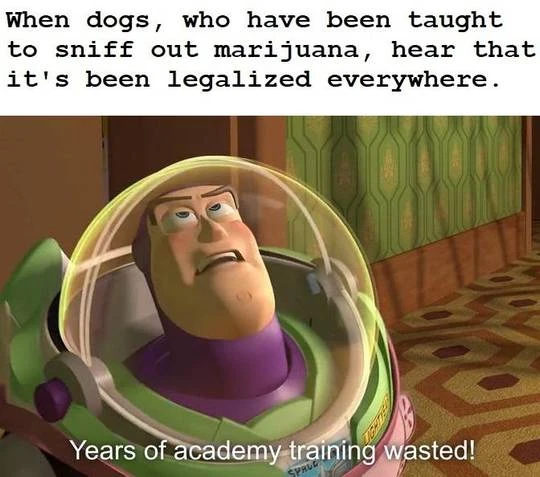 When dogs, who have been taught
to sniff out marijuana, hear that
it's been legalized everywhere.
Years of academy training wasted!